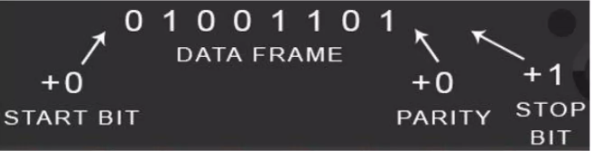 0 1 0 0 1 1 0 1
DATA FRAME
+0
START BIT
+0
PARITY
+1
STOP
BIT